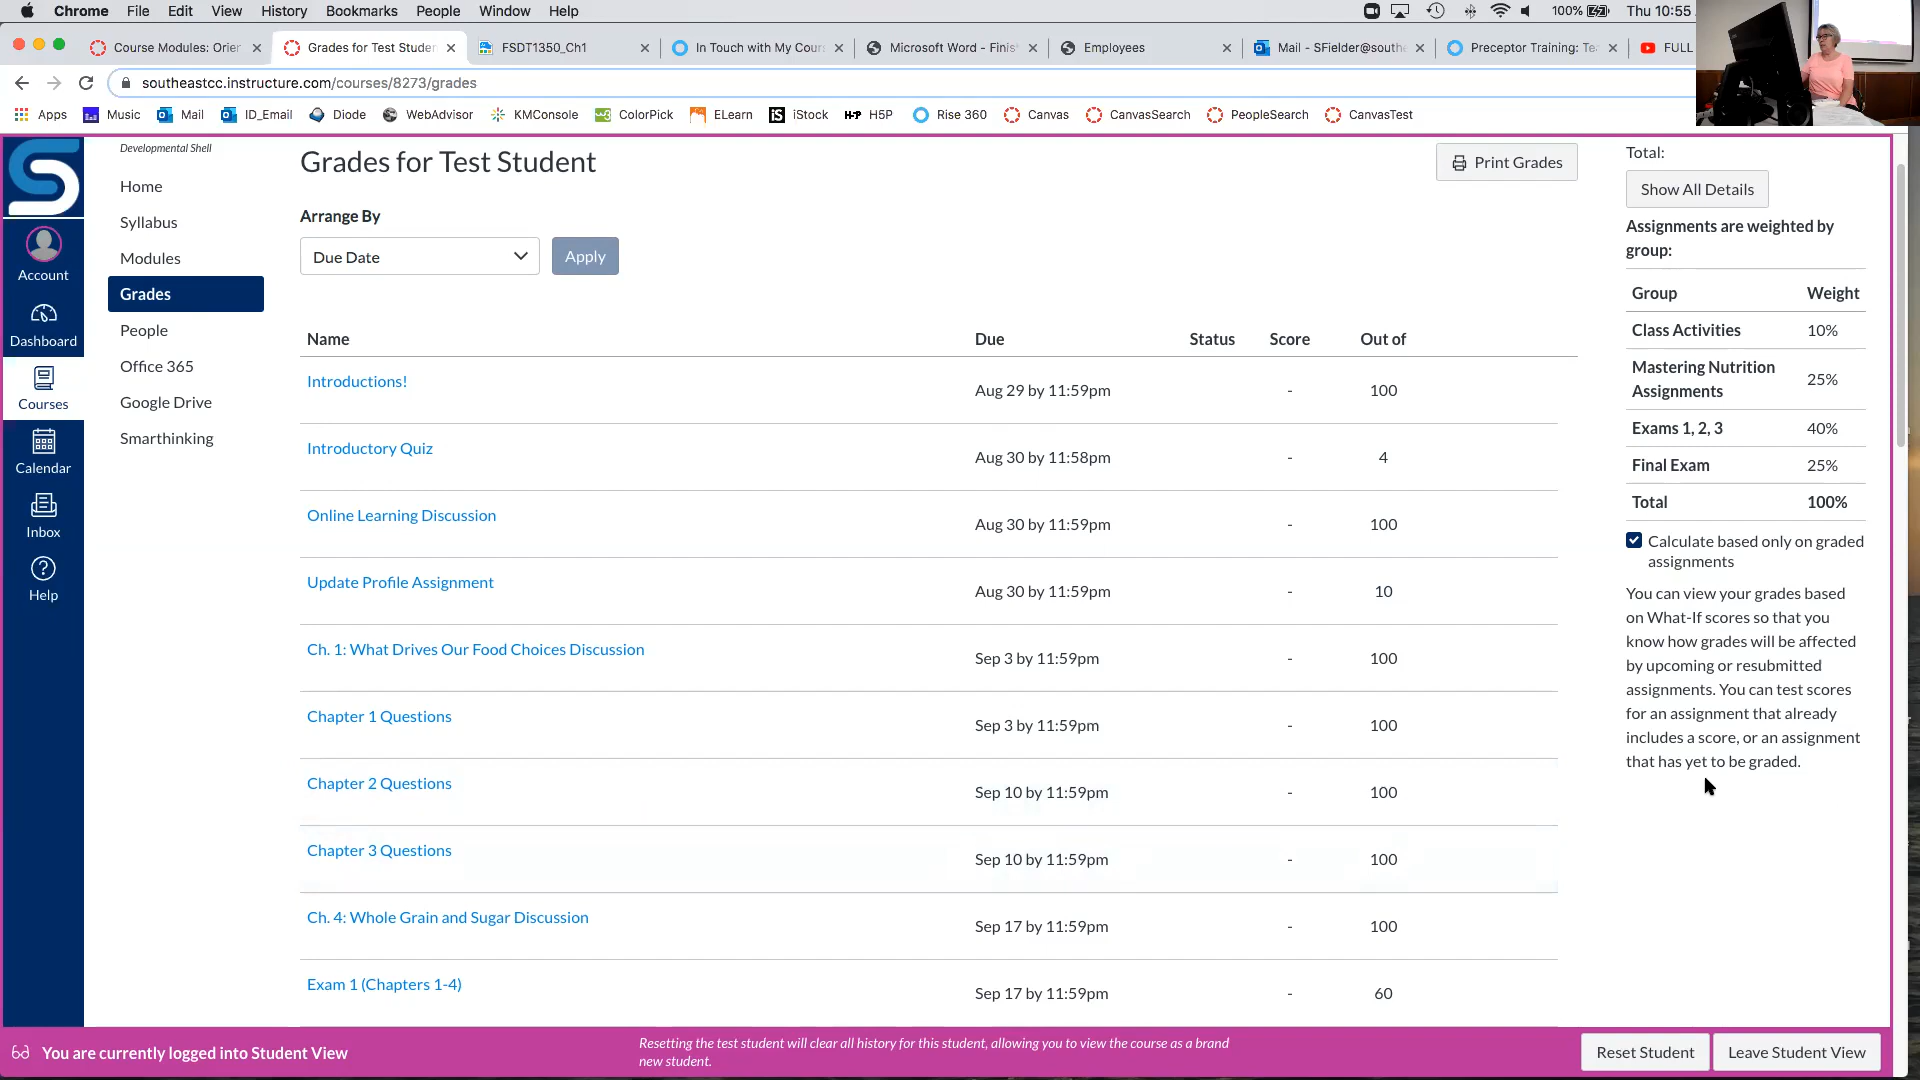 Chrome File Edit View History Bookmarks People Window Help 100% Thu 10:55
Course Modules: Orien Grades for Test Studen FSDT1350_Ch1 In Touch with My Cour Microsoft Word - Finis Employees Mail - SFielder@southe Preceptor Training: Te FULL
southeastcc.instructure.com/courses/8273/grades
Apps Music Mail ID_Email Diode WebAdvisor KMConsole ColorPick ELearn iStock H5P Rise 360 Canvas CanvasSearch PeopleSearch CanvasTest
Account
Dashboard
Courses
Calendar
Inbox
Help
Developmental Shell
Home
Syllabus
Modules
Grades
People
Office 365
Google Drive
Smarthinking
Grades for Test Student
Print Grades
Arrange By
Due Date Apply
Name Due Status Score Out of
Introductions! Aug 29 by 11:59pm - 100
Introductory Quiz Aug 30 by 11:58pm - 4
Online Learning Discussion Aug 30 by 11:59pm - 100
Update Profile Assignment Aug 30 by 11:59pm - 10
Ch. 1: What Drives Our Food Choices Discussion Sep 3 by 11:59pm - 100
Chapter 1 Questions Sep 3 by 11:59pm - 100
Chapter 2 Questions Sep 10 by 11:59pm - 100
Chapter 3 Questions Sep 10 by 11:59pm - 100
Ch. 4: Whole Grain and Sugar Discussion Sep 17 by 11:59pm - 100
Exam 1 (Chapters 1-4) Sep 17 by 11:59pm - 60
Total:
Show All Details
Assignments are weighted by
group:
Group Weight
Class Activities 10%
Mastering Nutrition
Assignments 25%
Exams 1, 2, 3 40%
Final Exam 25%
Total 100%
Calculate based only on graded
assignments
You can view your grades based
on What-If scores so that you
know how grades will be affected
by upcoming or resubmitted
assignments. You can test scores
for an assignment that already
includes a score, or an assignment
that has yet to be graded.
You are currently logged into Student View
Resetting the test student will clear all history for this student, allowing you to view the course as a brand
new student.
Reset Student Leave Student View